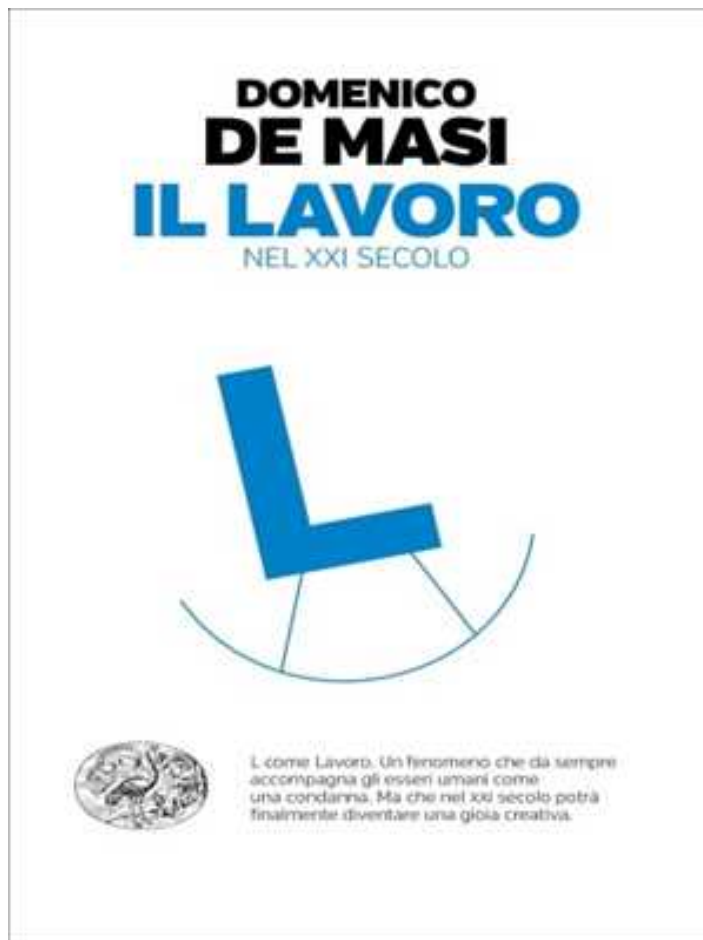 DOMENICO
DE MASI
IL LAVORO
NEL XXI SECOLO
L come Lavoro. Un fenomeno che da sempre
accompagna gli esseri umani come
una condanna. Ma che nel XXI secolo potrà
finalmente diventare una gioia creativa.